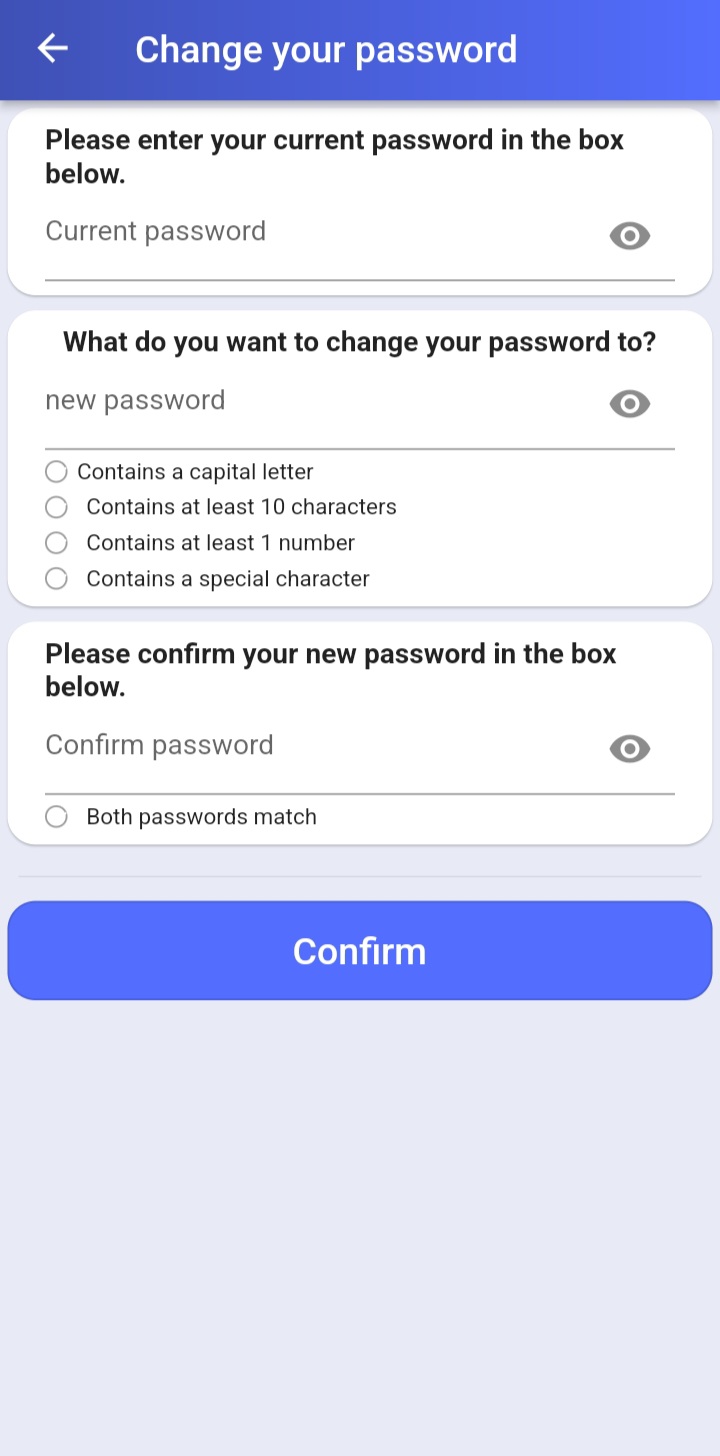 Change your password
Please enter your current password in the box
below.
Current password
What do you want to change your password to?
new password
Contains a capital letter
Contains at least 10 characters
Contains at least 1 number
Contains a special character
Please confirm your new password in the box
below.
Confirm password
Both passwords match
Confirm